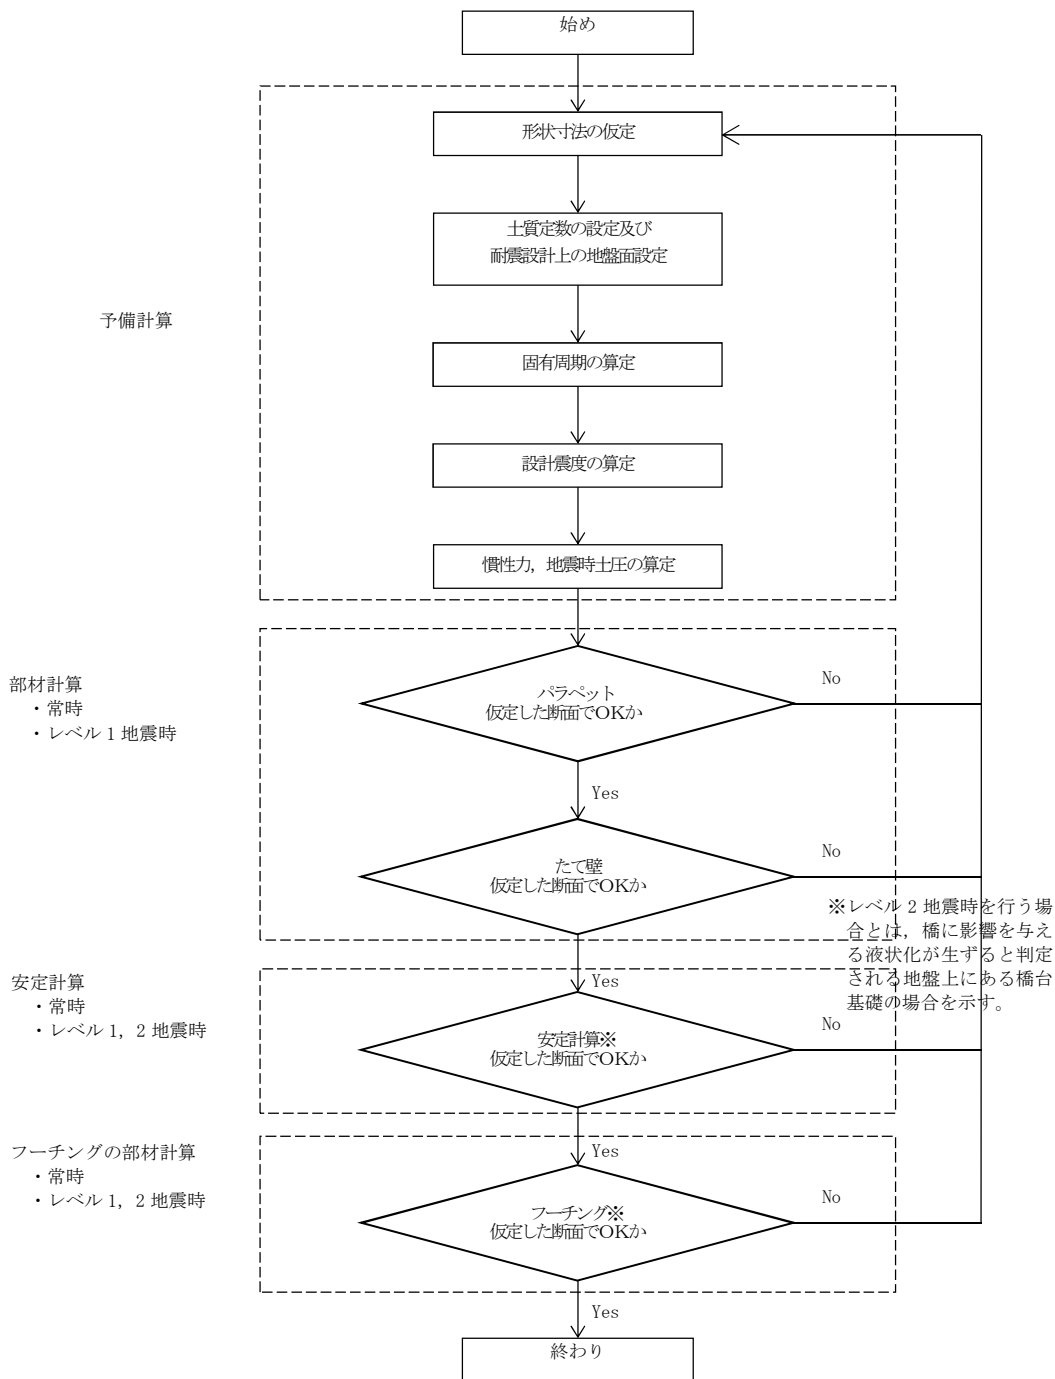 始め
形状寸法の仮定
土質定数の設定及び
耐震設計上の地盤面設定
予備計算
固有周期の算定
設計震度の算定
慣性力，地震時土圧の算定
部材計算
・常時
・レベル1地震時
パラペット
仮定した断面でOKか
No
Yes
たて壁
仮定した断面でOKか
No
※レベル2地震時を行う場
合とは，橋に影響を与え
る液状化が生ずると判定
される地盤上にある橋台
基礎の場合を示す。
Yes
安定計算
・常時
・レベル1，2地震時
安定計算※
仮定した断面でOKか
No
Yes
フーチングの部材計算
・常時
・レベル1，2地震時
フーチング※
仮定した断面でOKか
No
Yes
終わり